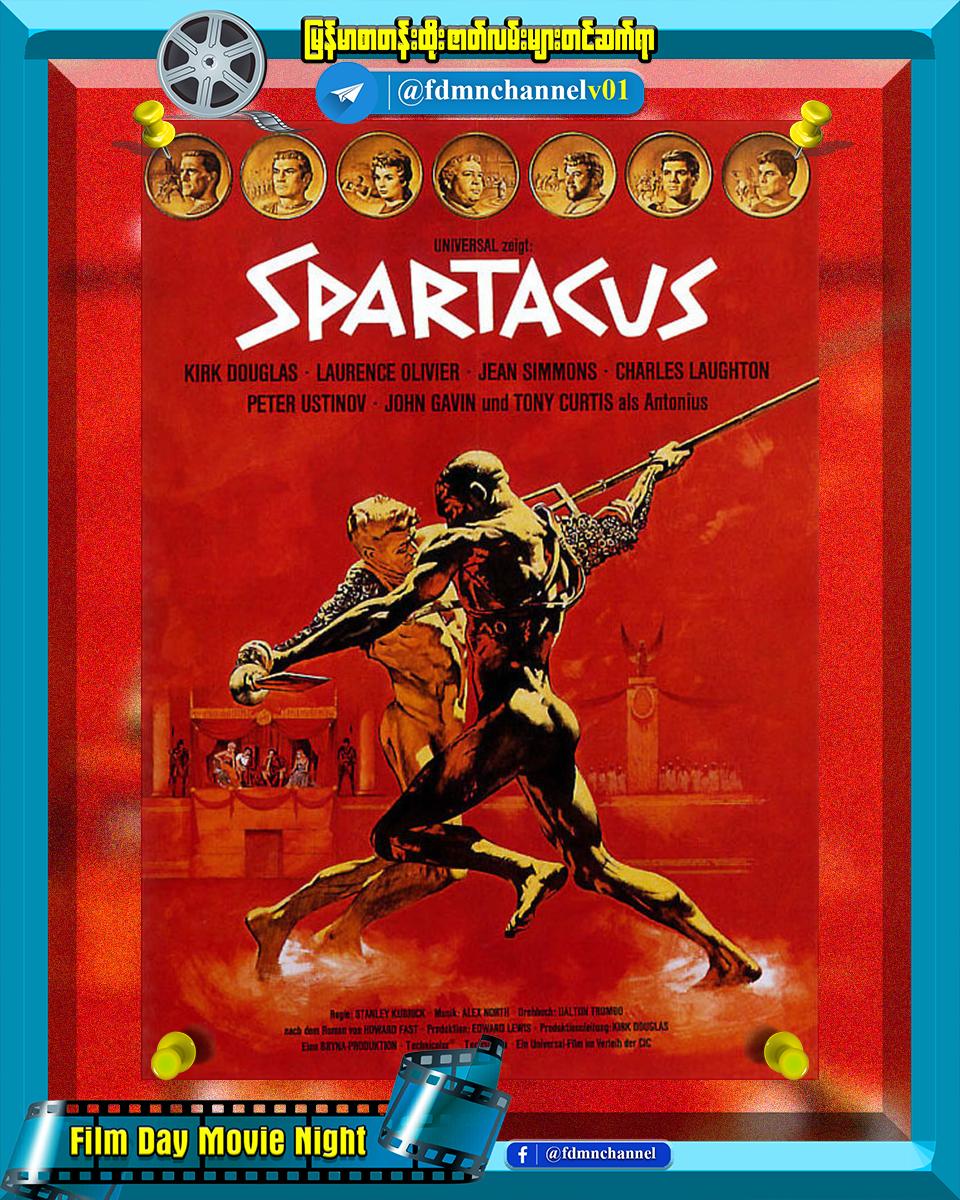 မြန်မာစာတန်းထိုးဇာတ်လမ်းများတင်ဆက်ရာ
@fdmnchannelv01
UNIVERSAL zeigt:
SPARTACUS
KIRK DOUGLAS · LAURENCE OLIVIER · JEAN SIMMONS · CHARLES LAUGHTON
PETER USTINOV · JOHN GAVIN und TONY CURTIS als Antonius
Regie: STANLEY KUBRICK · Musik: ALEX NORTH · Drehbuch: DALTON TRUMBO
nach dem Roman von HOWARD FAST · Produktion: EDWARD LEWIS · Produktionsleitung: KIRK DOUGLAS
Eine BRYNA-PRODUKTION · Technicolor · Ein Universal-Film im Verleih der CIC
Film Day Movie Night
f | @fdmnchannel